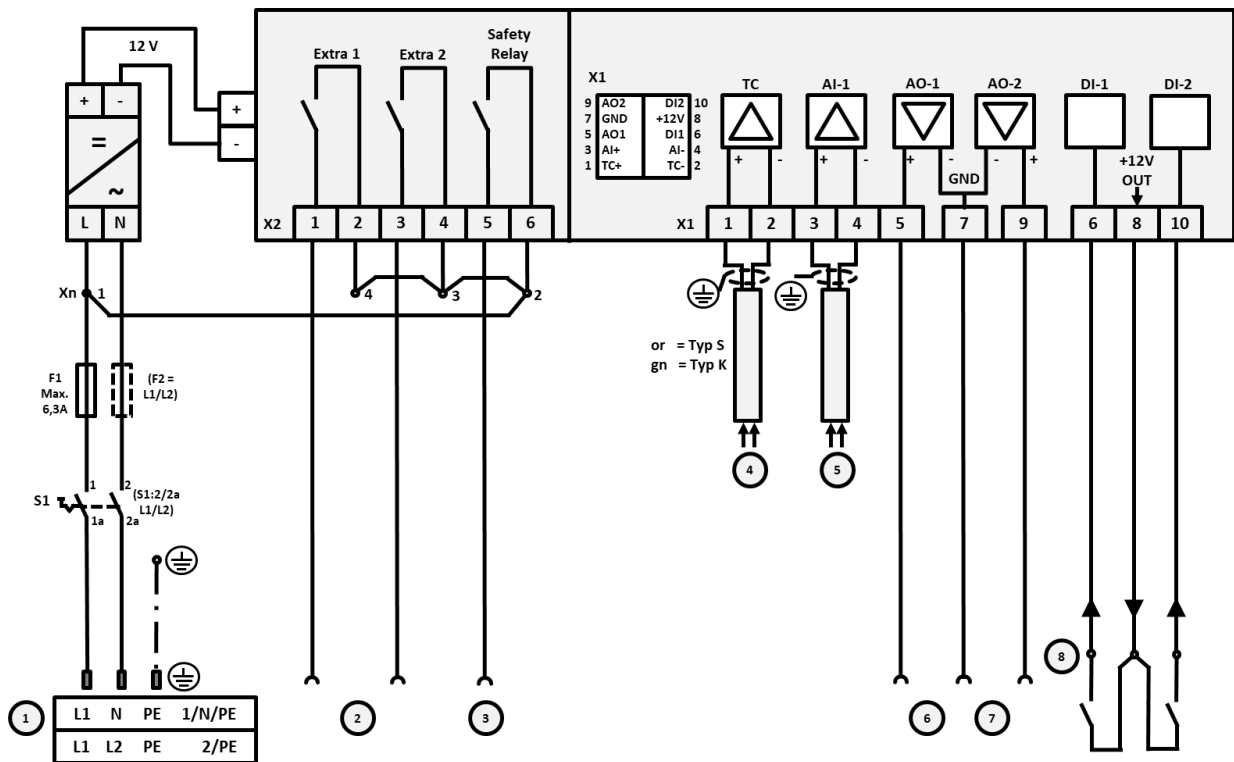 12 V
+ -
=
~
L N
+
-
Extra 1
Extra 2
Safety
Relay
X2 1 2 3 4 5 6
X1
9 AO2 DI2 10
7 GND +12V 8
5 AO1 DI1 6
3 AI+ AI- 4
1 TC+ TC- 2
TC
AI-1
AO-1
AO-2
DI-1
DI-2
+ - + - + - - +
GND
+12V
OUT
X1 1 2 3 4 5 7 9 6 8 10
Xn 1
4 3 2
or = Typ S
gn = Typ K
F1
Max.
6,3A
(F2 =
L1/L2)
4
5
S1
1 2
1a 2a
(S1:2/2a
L1/L2)
8
1
L1 N PE 1/N/PE
L1 L2 PE 2/PE
2
3
6
7